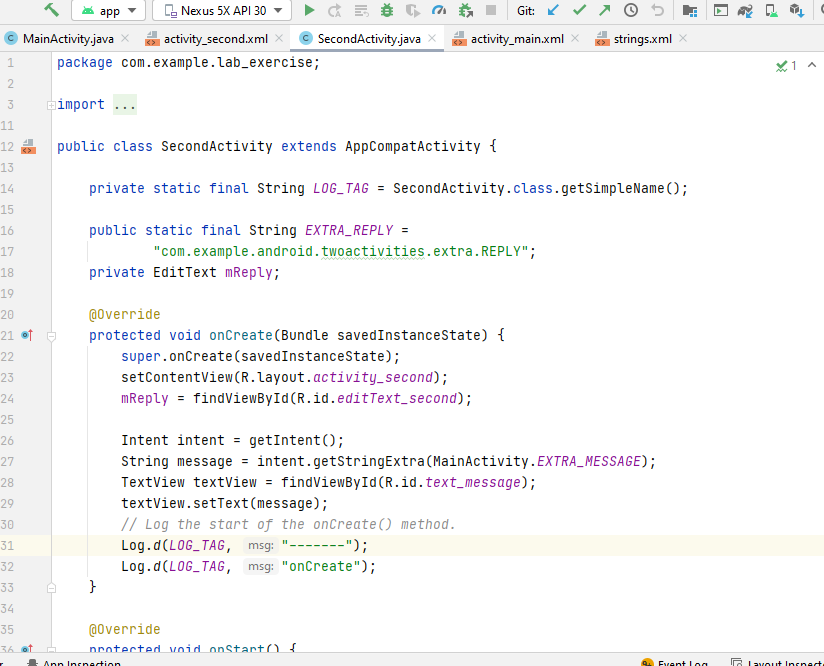 app Nexus 5X API 30 Git:
MainActivity.java activity_second.xml SecondActivity.java activity_main.xml strings.xml
1 package com.example.lab_exercise; 1
2
3 import ...
11
12 public class SecondActivity extends AppCompatActivity {
13
14 private static final String LOG_TAG = SecondActivity.class.getSimpleName();
15
16 public static final String EXTRA_REPLY =
17 "com.example.android.twoactivities.extra.REPLY";
18 private EditText mReply;
19
20 @Override
21 protected void onCreate(Bundle savedInstanceState) {
22 super.onCreate(savedInstanceState);
23 setContentView(R.layout.activity_second);
24 mReply = findViewById(R.id.editText_second);
25
26 Intent intent = getIntent();
27 String message = intent.getStringExtra(MainActivity.EXTRA_MESSAGE);
28 TextView textView = findViewById(R.id.text_message);
29 textView.setText(message);
30 // Log the start of the onCreate() method.
31 Log.d(LOG_TAG, msg: "-------");
32 Log.d(LOG_TAG, msg: "onCreate");
33 }
34
35 @Override
36 protected void onStart() {
App Inspection Event Log Layout Inspect